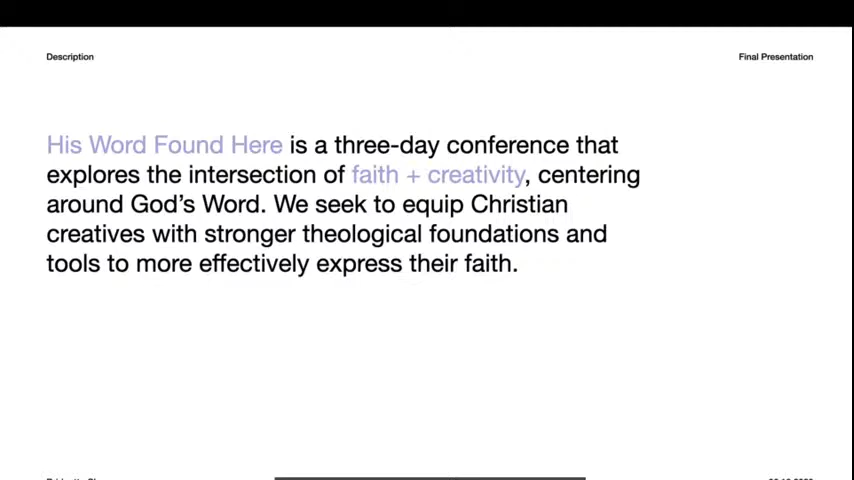 Description
Final Presentation
His Word Found Here is a three-day conference that
explores the intersection of faith + creativity, centering
around God's Word. We seek to equip Christian
creatives with stronger theological foundations and
tools to more effectively express their faith.